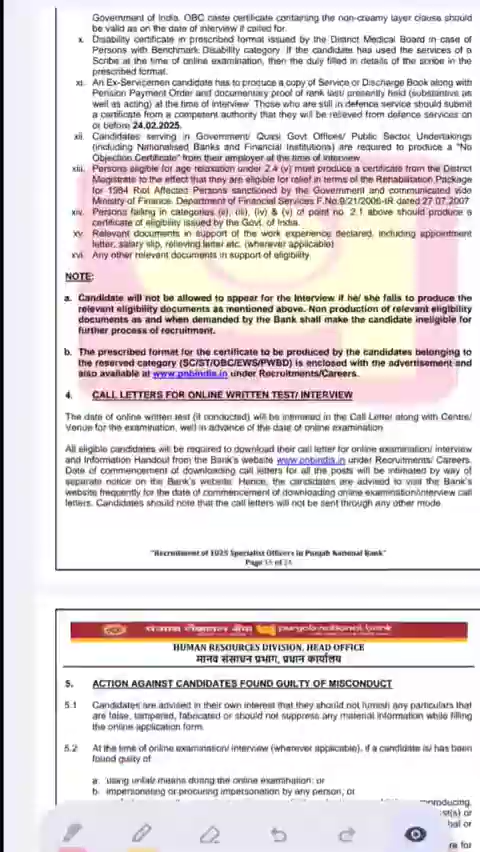 Government of India. OBC caste certificate containing the non-creamy layer clause should
be valid as on the date of interview if called for.
x. Disability certificate in prescribed format issued by the District Medical Board in case of
Persons with Benchmark Disability category. If the candidate has used the services of a
Scribe at the time of online examination, then the duly filled in details of the scribe in the
prescribed format.
xi. An Ex-Servicemen candidate has to produce a copy of Service or Discharge Book along with
Pension Payment Order and documentary proof of rank last/ presently held (substantive as
well as acting) at the time of interview. Those who are still in defence service should submit
a certificate from a competent authority that they will be relieved from defence services on
or before 24.02.2025.
xii. Candidates serving in Government/ Quasi Govt Offices/ Public Sector Undertakings
(including Nationalised Banks and Financial Institutions) are required to produce a "No
Objection Certificate" from their employer at the time of interview.
xiii. Persons eligible for age relaxation under 2.4 (v) must produce a certificate from the District
Magistrate to the effect that they are eligible for relief in terms of the Rehabilitation Package
for 1984 Riot Affected Persons sanctioned by the Government and communicated vide
Ministry of Finance, Department of Financial Services F.No.9/21/2006-IR dated 27.07.2007
xiv. Persons falling in categories (ii), (iii), (iv) & (v) of point no. 2.1 above should produce a
certificate of eligibility issued by the Govt. of India.
xv. Relevant documents in support of the work experience declared, including appointment
letter, salary slip, relieving letter etc. (wherever applicable)
xvi. Any other relevant documents in support of eligibility
NOTE:
a. Candidate will not be allowed to appear for the Interview if he/ she fails to produce the
relevant eligibility documents as mentioned above. Non production of relevant eligibility
documents as and when demanded by the Bank shall make the candidate ineligible for
further process of recruitment.
b. The prescribed format for the certificate to be produced by the candidates belonging to
the reserved category (SC/ST/OBC/EWS/PWBD) is enclosed with the advertisement and
also available at www.pnbindia.in under Recruitments/Careers.
4. CALL LETTERS FOR ONLINE WRITTEN TEST/ INTERVIEW
The date of online written test (if conducted) will be intimated in the Call Letter along with Centre/
Venue for the examination, well in advance of the date of online examination.
All eligible candidates will be required to download their call letter for online examination/ interview
and Information Handout from the Bank's website www.pnbindia.in under Recruitments/ Careers.
Date of commencement of downloading call letters for all the posts will be intimated by way of
separate notice on the Bank's website. Hence, the candidates are advised to visit the Bank's
website frequently for the date of commencement of downloading online examination/interview call
letters. Candidates should note that the call letters will not be sent through any other mode.
"Recruitment of 1025 Specialist Officers in Punjab National Bank"
Page of
पंजाब नैशनल बैंक punjab national bank
HUMAN RESOURCES DIVISION, HEAD OFFICE
मानव संसाधन प्रभाग, प्रधान कार्यालय
5. ACTION AGAINST CANDIDATES FOUND GUILTY OF MISCONDUCT
5.1 Candidates are advised in their own interest that they should not furnish any particulars that
are false, tampered, fabricated or should not suppress any material information while filling
the online application form.
5.2 At the time of online examination/ interview (wherever applicable), if a candidate is/ has been
found guilty of
a. using unfair means during the online examination; or
b. impersonating or procuring impersonation by any person; or